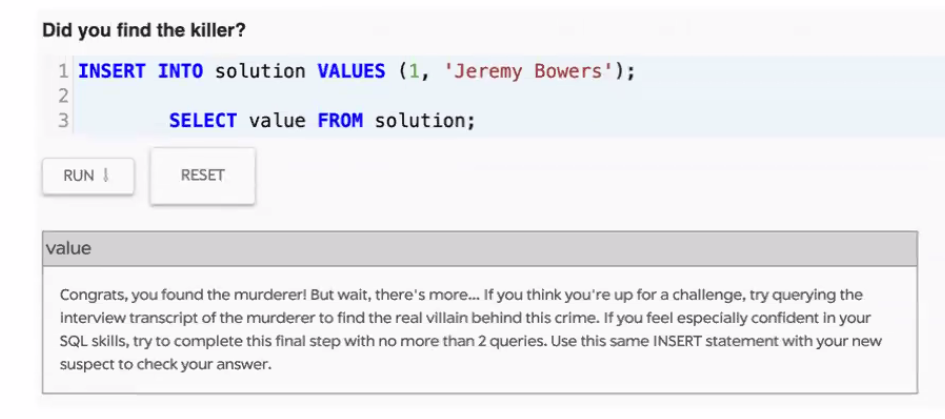 Did you find the killer?
1 INSERT INTO solution VALUES (1, 'Jeremy Bowers');
2
3 SELECT value FROM solution;
RUN ↓ RESET
value
Congrats, you found the murderer! But wait, there's more... If you think you're up for a challenge, try querying the
interview transcript of the murderer to find the real villain behind this crime. If you feel especially confident in your
SQL skills, try to complete this final step with no more than 2 queries. Use this same INSERT statement with your new
suspect to check your answer.